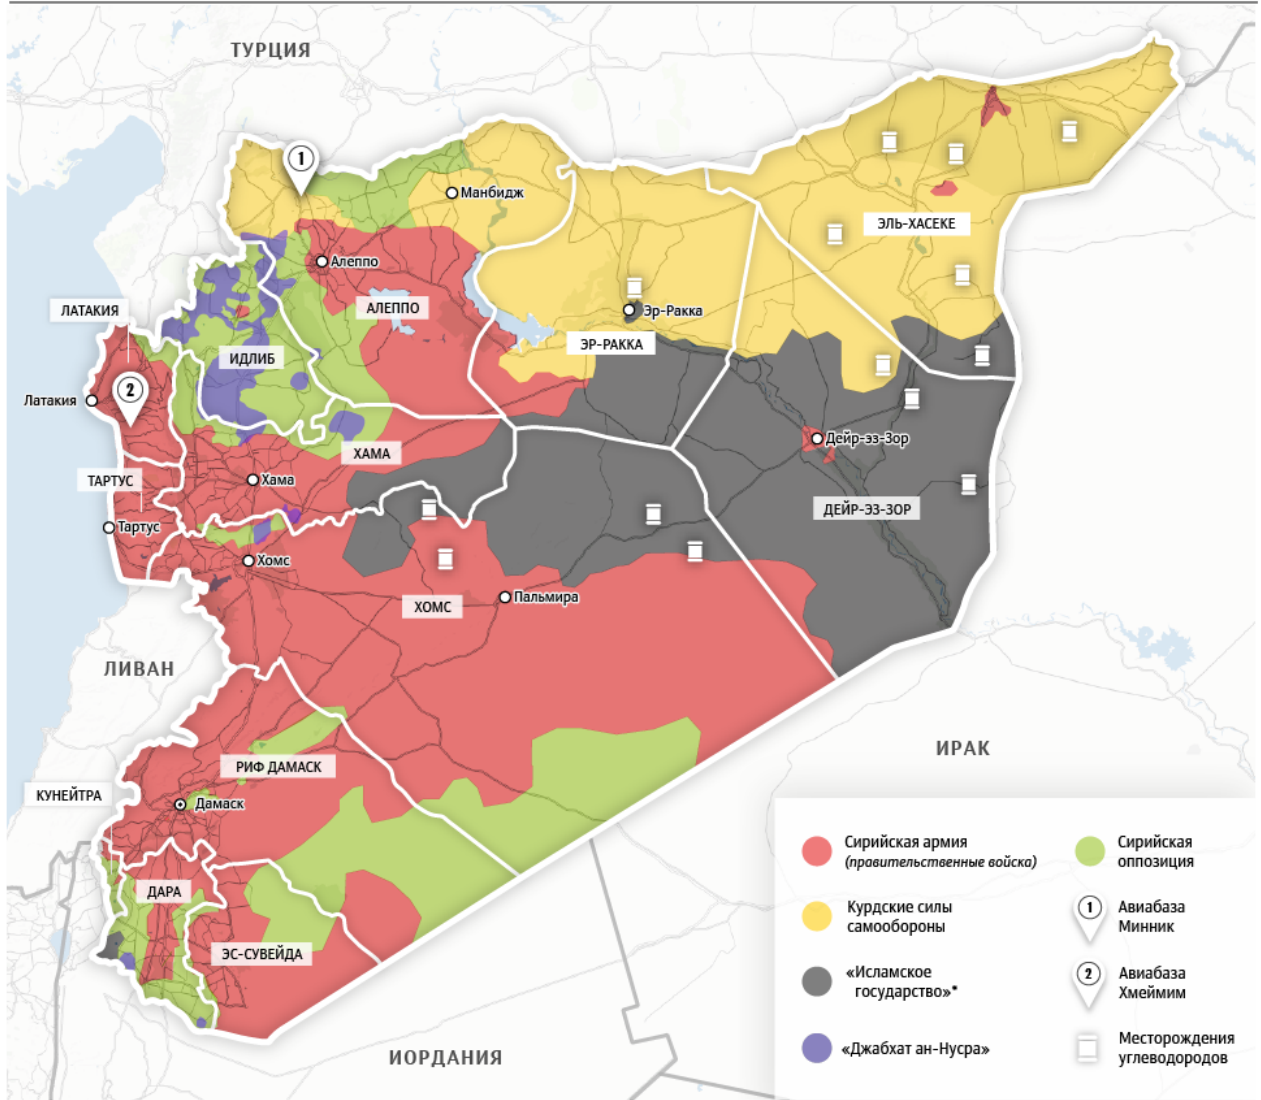 ТУРЦИЯ
1
Манбидж
ЭЛЬ-ХАСЕКЕ
Алеппо
ЛАТАКИЯ
АЛЕППО
Эр-Ракка
ЭР-РАККА
ИДЛИБ
2
Латакия
Дейр-эз-Зор
ХАМА
ТАРТУС
Хама
ДЕЙР-ЭЗ-ЗОР
Тартус
Хомс
Пальмира
ХОМС
ЛИВАН
ИРАК
РИФ ДАМАСК
КУНЕЙТРА
Дамаск
ДАРА
ЭС-СУВЕЙДА
ИОРДАНИЯ
Сирийская армия
(правительственные войска)
Курдские силы
самообороны
«Исламское
государство»*
«Джабхат ан-Нусра»
Сирийская
оппозиция
1
Авиабаза
Минник
2
Авиабаза
Хмеймим
Месторождения
углеводородов